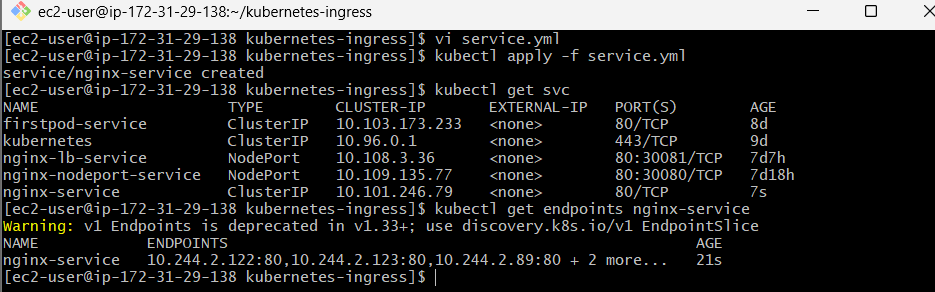 ec2-user@ip-172-31-29-138:~/kubernetes-ingress
[ec2-user@ip-172-31-29-138 kubernetes-ingress]$ vi service.yml
[ec2-user@ip-172-31-29-138 kubernetes-ingress]$ kubectl apply -f service.yml
service/nginx-service created
[ec2-user@ip-172-31-29-138 kubernetes-ingress]$ kubectl get svc
NAME                     TYPE        CLUSTER-IP       EXTERNAL-IP   PORT(S)        AGE
firstpod-service         ClusterIP   10.103.173.233   <none>        80/TCP         8d
kubernetes               ClusterIP   10.96.0.1        <none>        443/TCP        9d
nginx-lb-service         NodePort    10.108.3.36      <none>        80:30081/TCP   7d7h
nginx-nodeport-service   NodePort    10.109.135.77    <none>        80:30080/TCP   7d18h
nginx-service            ClusterIP   10.101.246.79    <none>        80/TCP         7s
[ec2-user@ip-172-31-29-138 kubernetes-ingress]$ kubectl get endpoints nginx-service
Warning: v1 Endpoints is deprecated in v1.33+; use discovery.k8s.io/v1 EndpointSlice
NAME            ENDPOINTS                                                  AGE
nginx-service   10.244.2.122:80,10.244.2.123:80,10.244.2.89:80 + 2 more...   21s
[ec2-user@ip-172-31-29-138 kubernetes-ingress]$